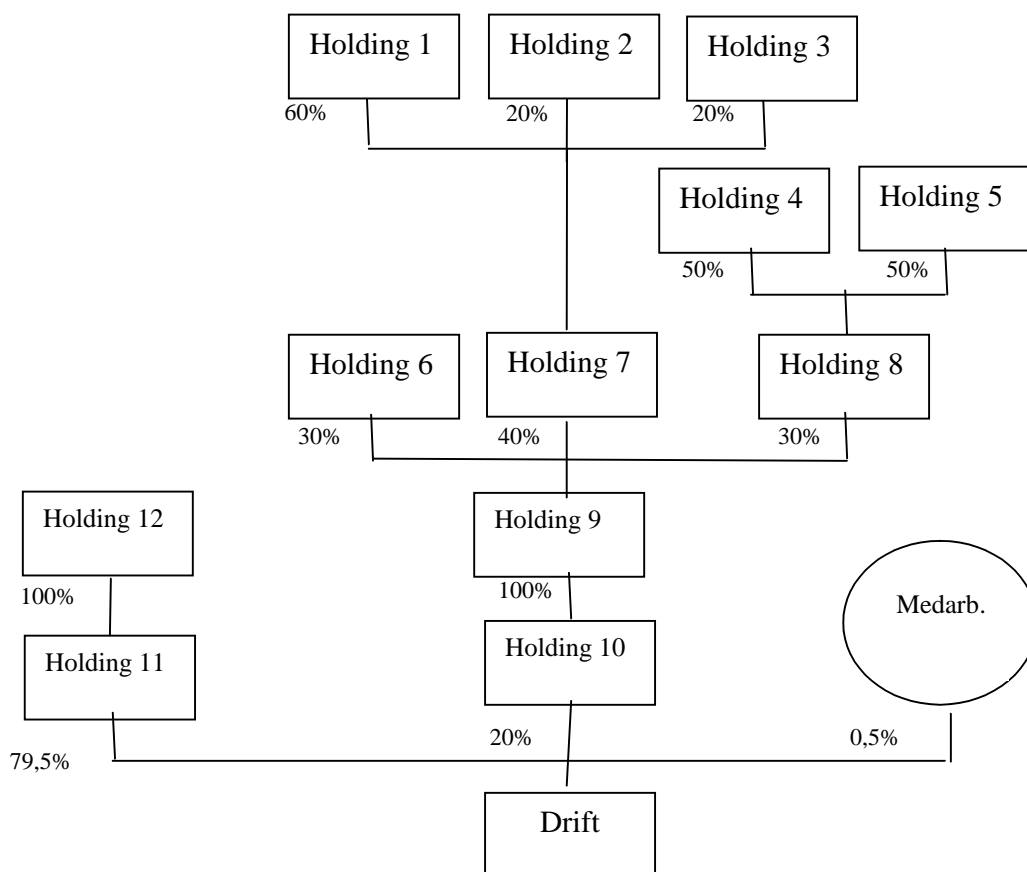 Holding 1
Holding 2
Holding 3
60%
20%
20%
Holding 4
Holding 5
50%
50%
Holding 6
Holding 7
Holding 8
30%
40%
30%
Holding 12
Holding 9
100%
100%
Medarb.
Holding 11
Holding 10
79,5%
20%
0,5%
Drift